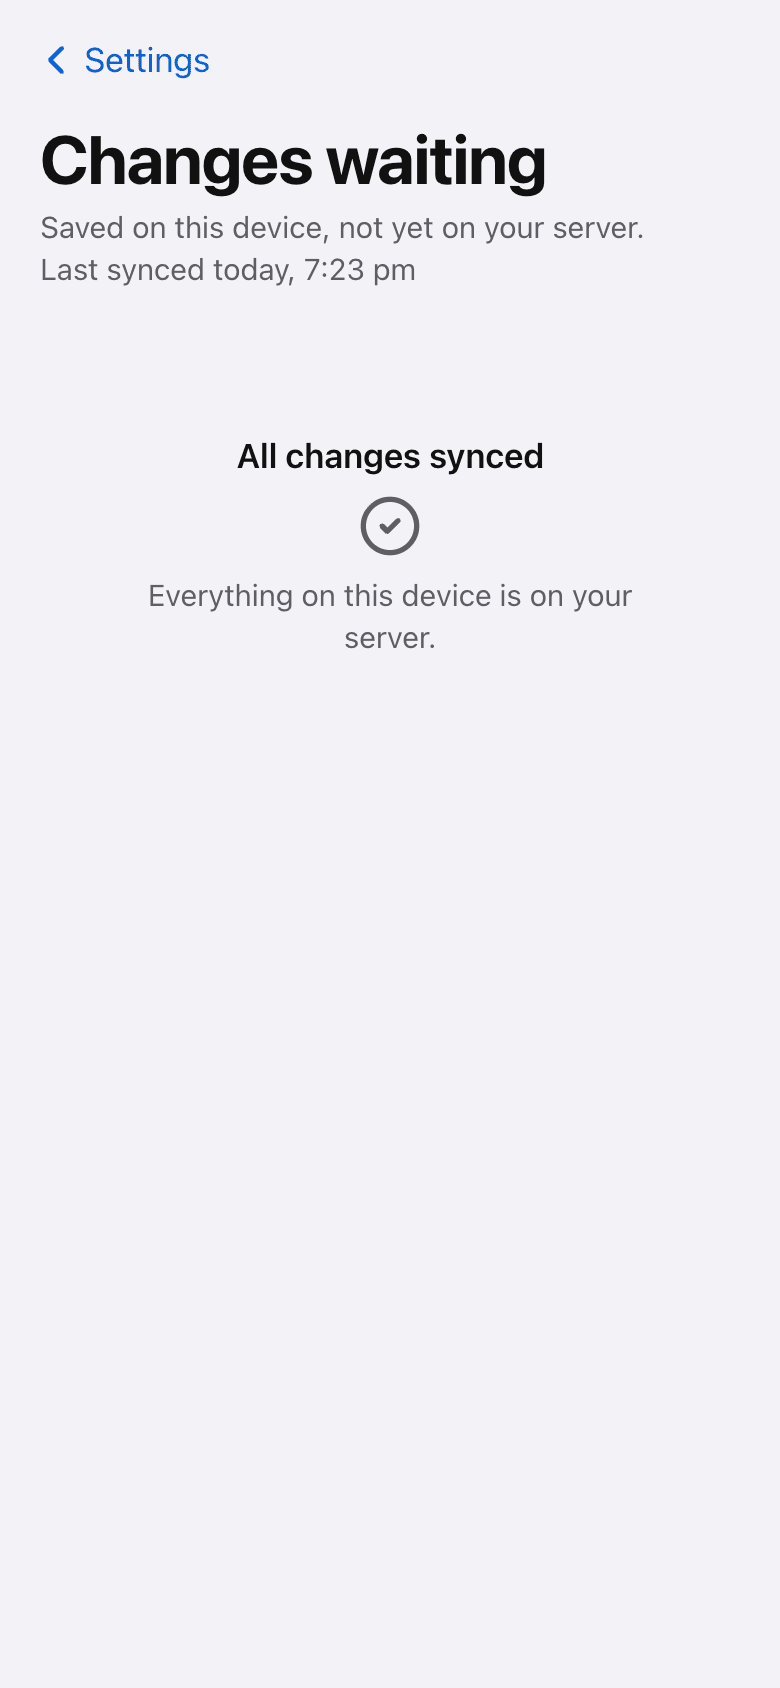 Settings
Changes waiting
Saved on this device, not yet on your server.
Last synced today, 7:23 pm
All changes synced
Everything on this device is on your
server.